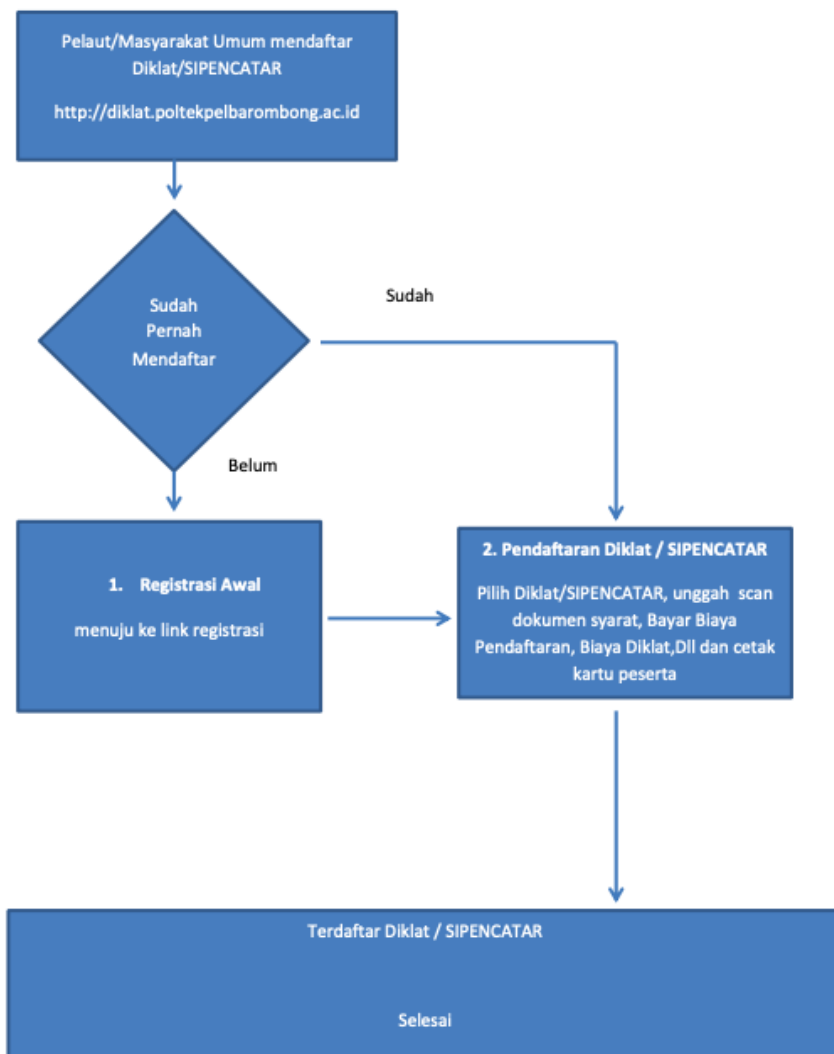 Pelaut/Masyarakat Umum mendaftar
Diklat/SIPENCATAR
http://diklat.poltekpelbarombong.ac.id
Sudah
Pernah
Mendaftar
Sudah
Belum
1. Registrasi Awal
menuju ke link registrasi
2. Pendaftaran Diklat / SIPENCATAR
Pilih Diklat/SIPENCATAR, unggah scan
dokumen syarat, Bayar Biaya
Pendaftaran, Biaya Diklat,Dll dan cetak
kartu peserta
Terdaftar Diklat / SIPENCATAR
Selesai